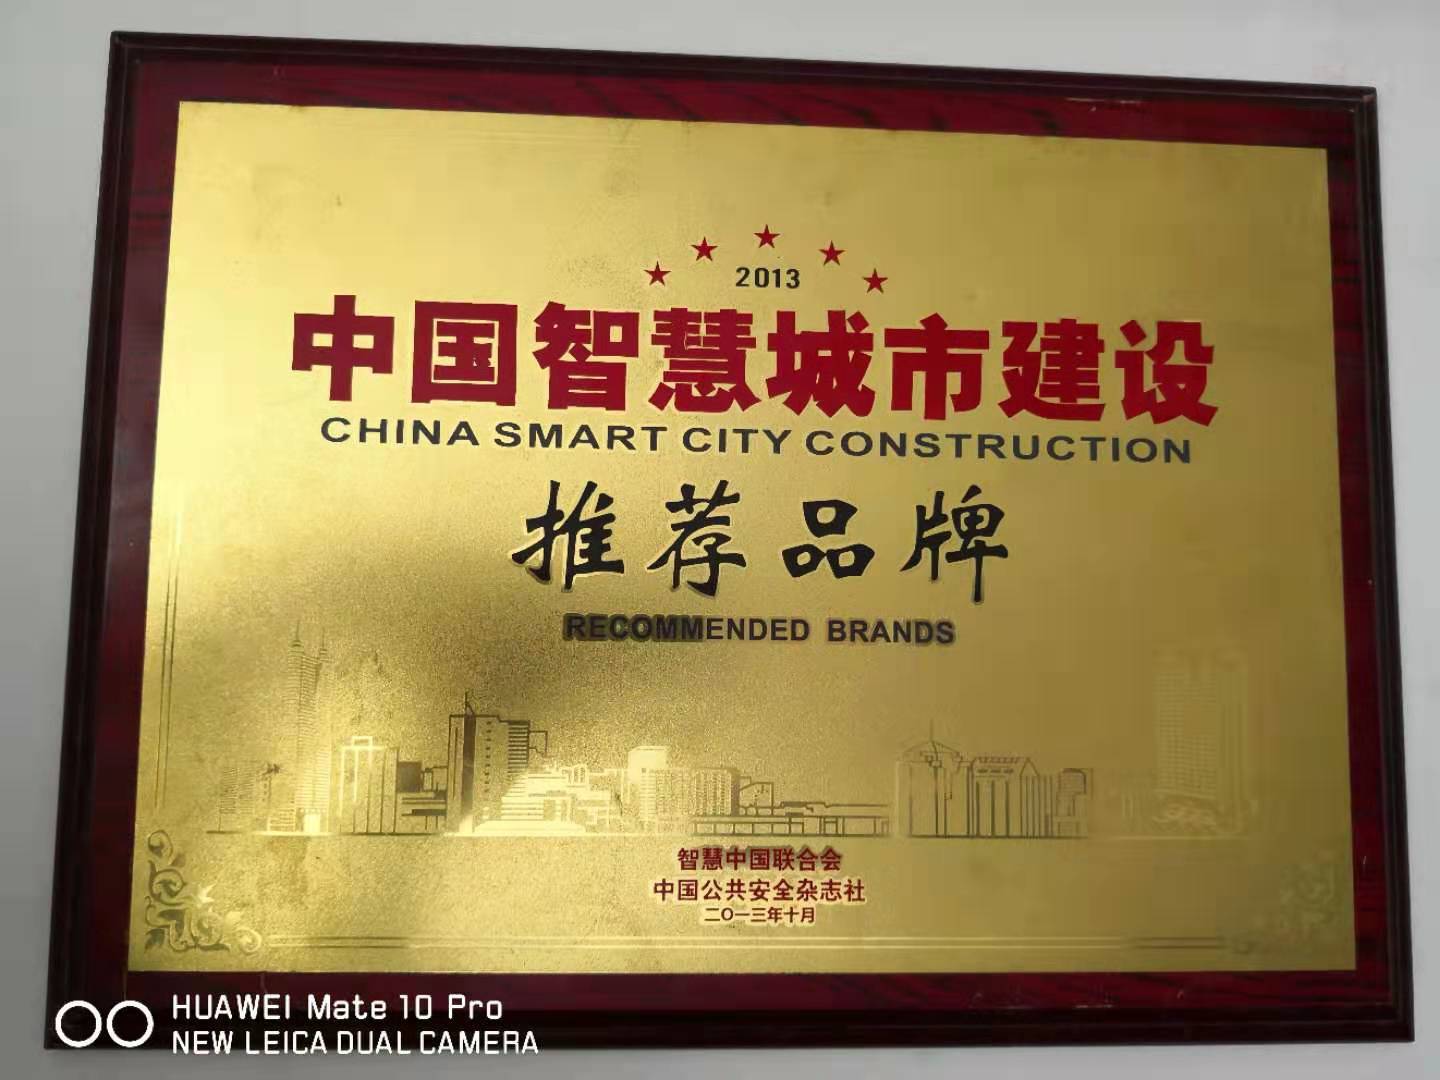 2013
中国智慧城市建设
CHINA SMART CITY CONSTRUCTION
推荐品牌
RECOMMENDED BRANDS
智慧中国联合会
中国公共安全杂志社
二〇一三年十月
HUAWEI Mate 10 Pro
NEW LEICA DUAL CAMERA